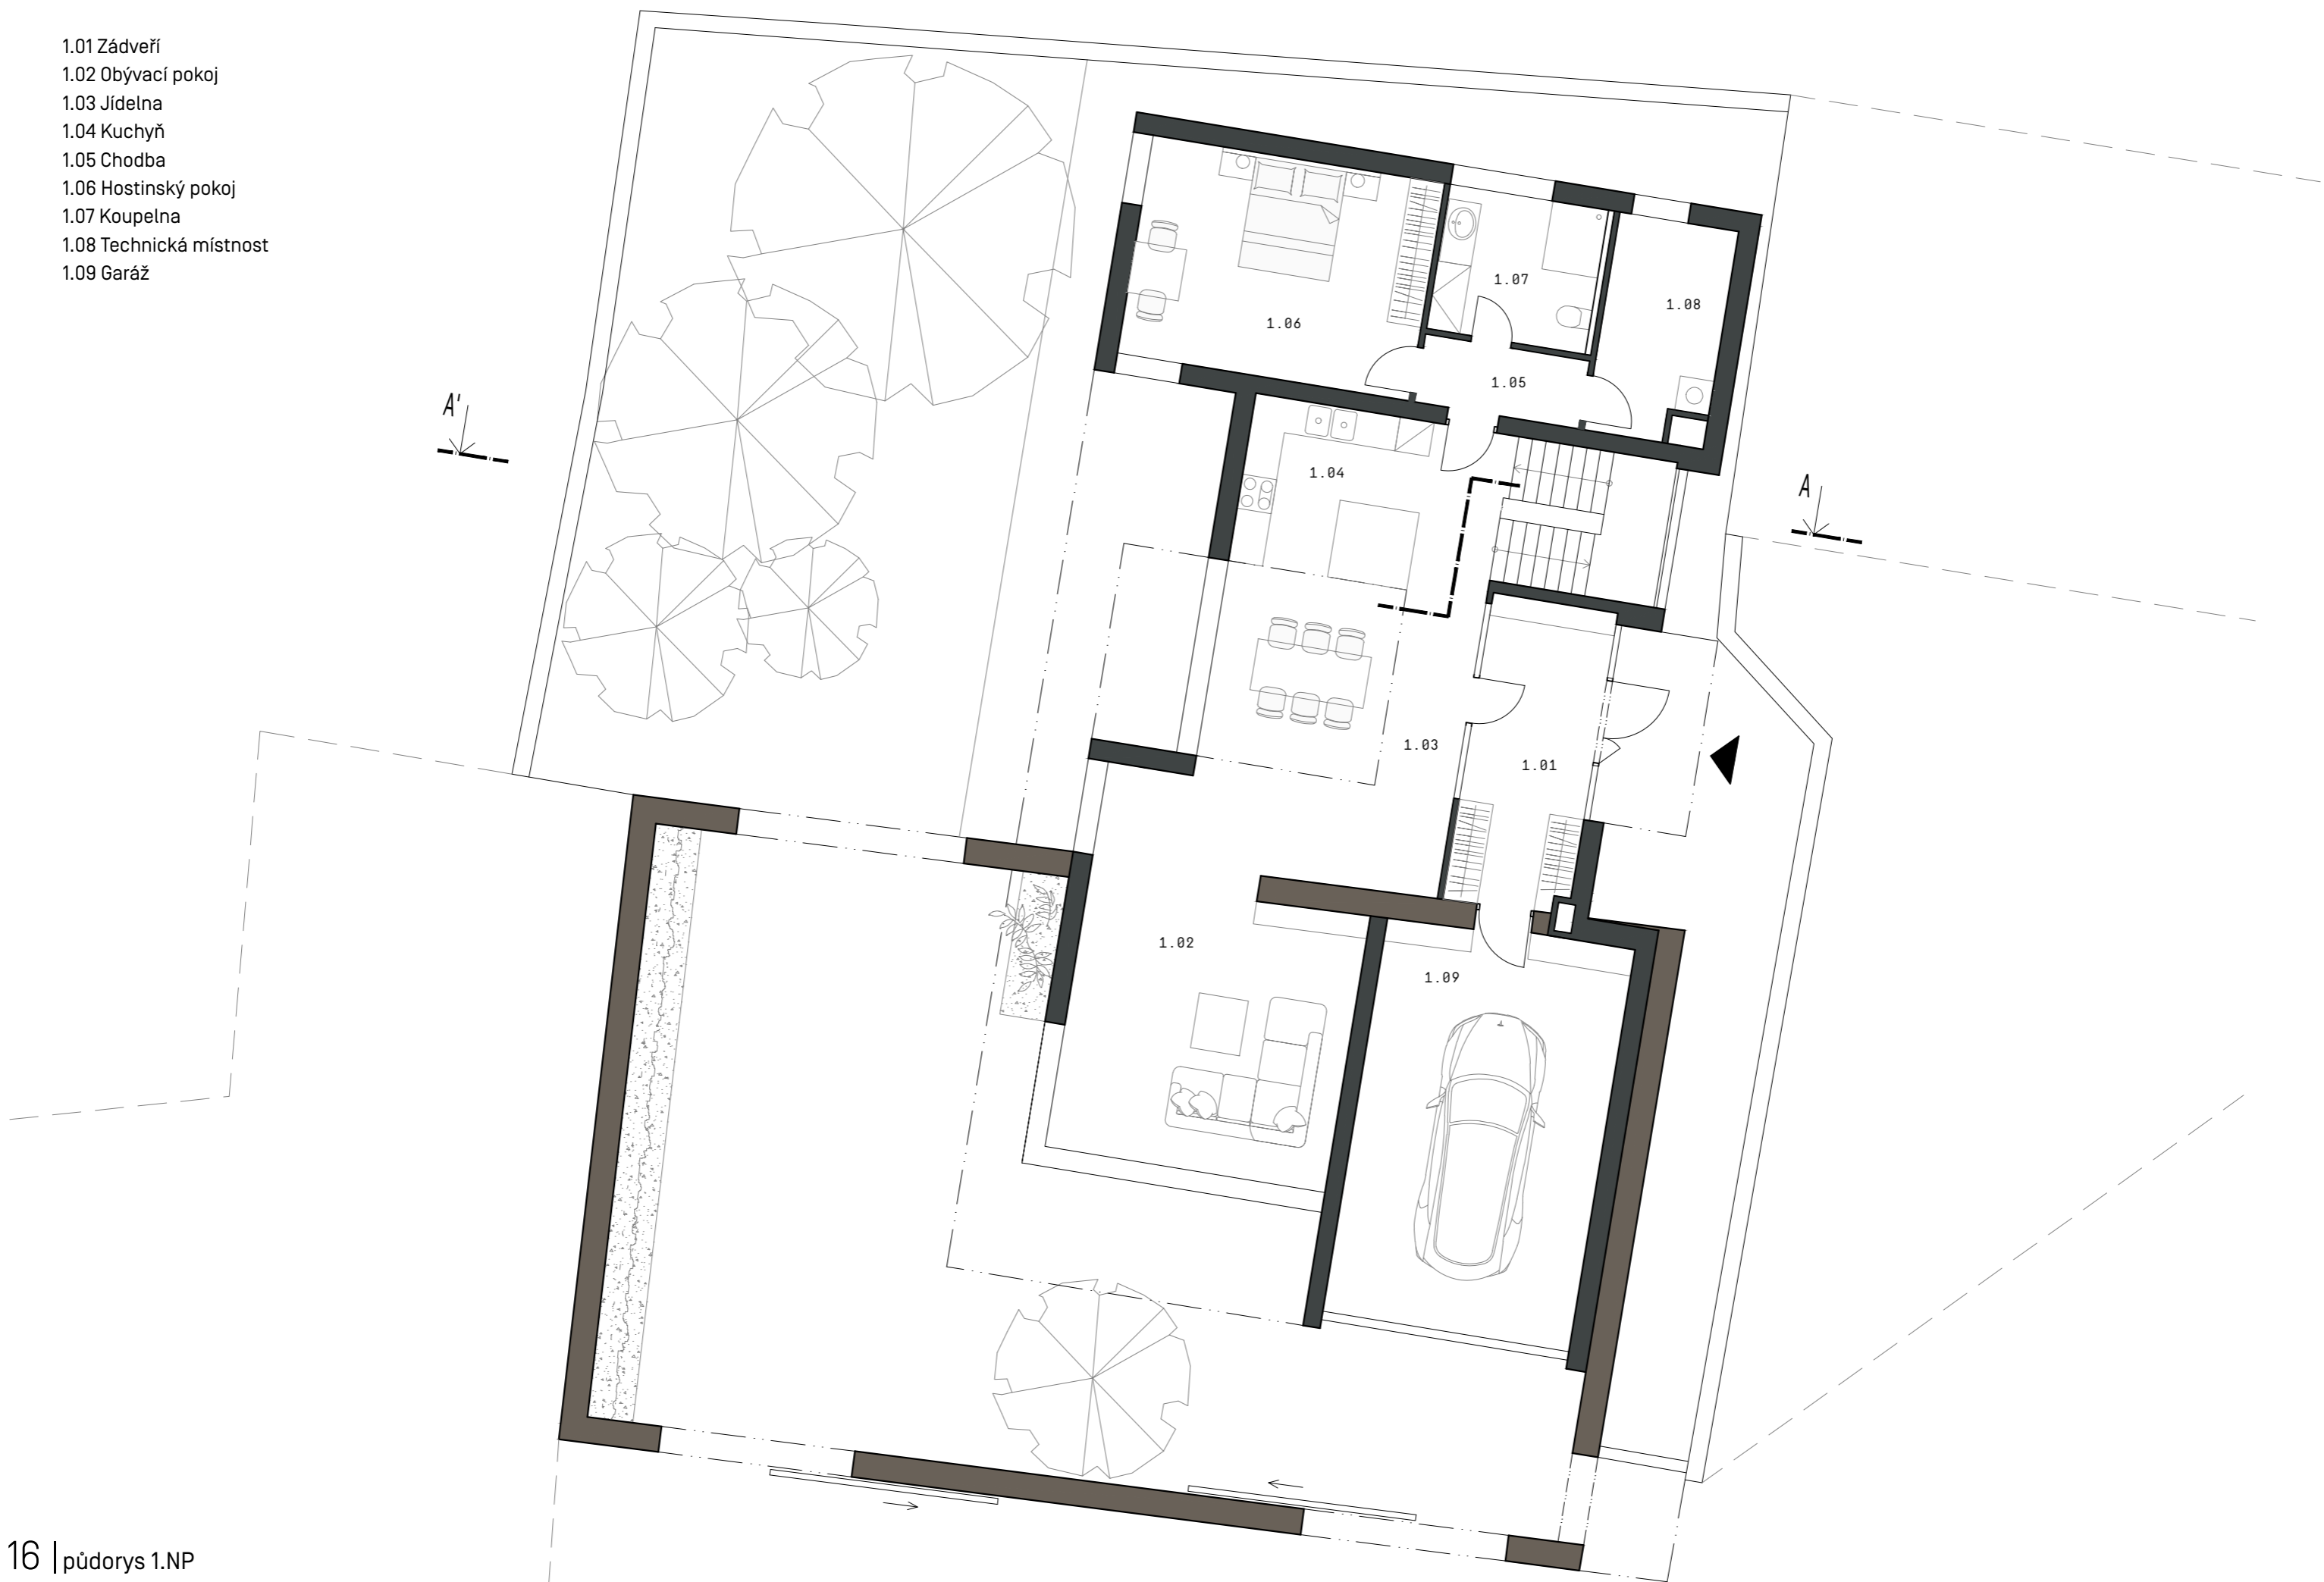 1.01 Zádveří
1.02 Obývací pokoj
1.03 Jídelna
1.04 Kuchyň
1.05 Chodba
1.06 Hostinský pokoj
1.07 Koupelna
1.08 Technická místnost
1.09 Garáž
1.07
1.08
1.06
1.05
A'
1.04
A
1.03
1.01
1.02
1.09
16 | půdorys 1.NP